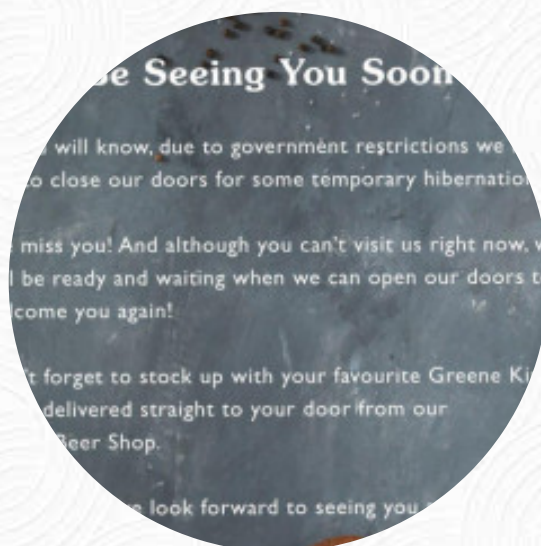 Be Seeing You Soon
will know, due to government restrictions we
to close our doors for some temporary hibernation
miss you! And although you can't visit us right now,
be ready and waiting when we can open our doors
come you again!
forget to stock up with your favourite Greene
delivered straight to your door from our
Beer Shop.
look forward to seeing you